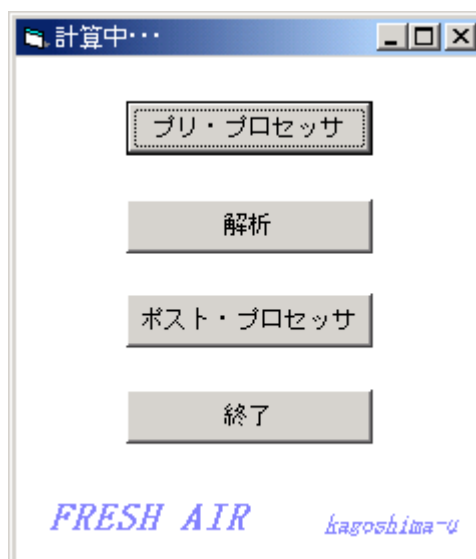 計算中･･･
プリ・プロセッサ
解析
ポスト・プロセッサ
終了
FRESH AIR kagoshima-u